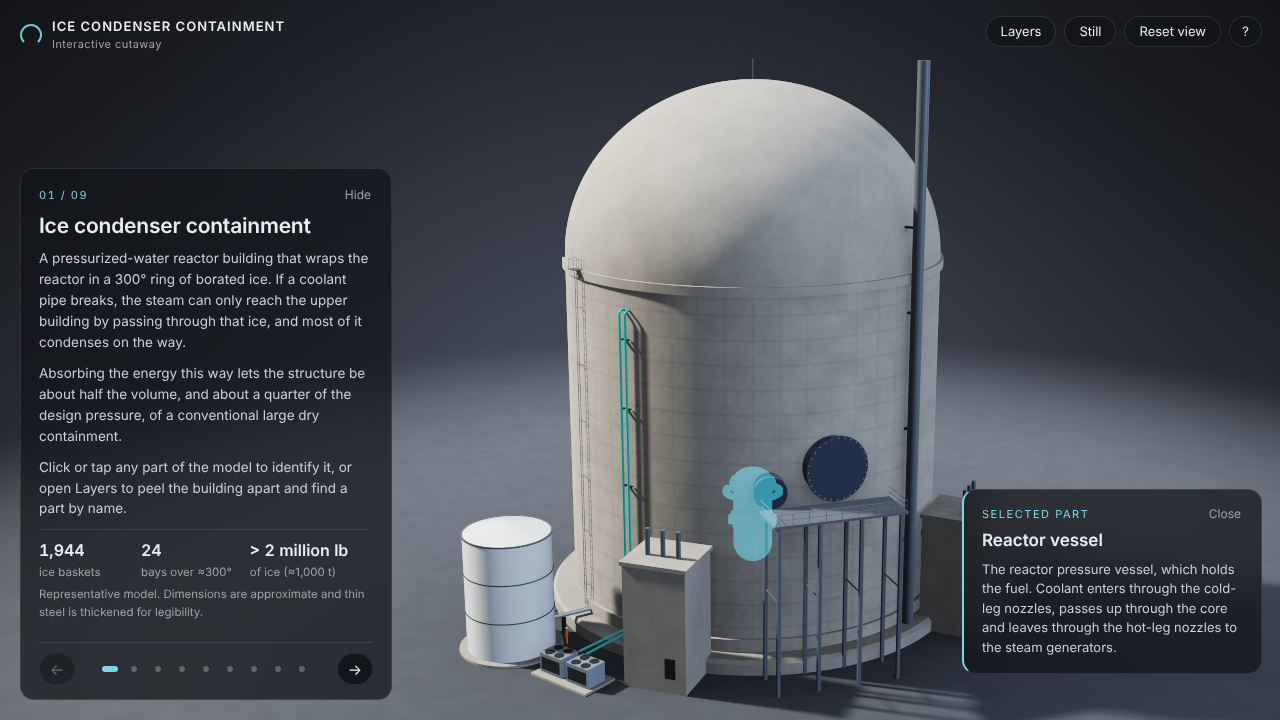 ICE CONDENSER CONTAINMENT
Interactive cutaway
Layers
Still
Reset view
?
01 / 09
Hide
Ice condenser containment
A pressurized-water reactor building that wraps the
reactor in a 300° ring of borated ice. If a coolant
pipe breaks, the steam can only reach the upper
building by passing through that ice, and most of it
condenses on the way.
Absorbing the energy this way lets the structure be
about half the volume, and about a quarter of the
design pressure, of a conventional large dry
containment.
Click or tap any part of the model to identify it, or
open Layers to peel the building apart and find a
part by name.
1,944
ice baskets
24
bays over ≈300°
> 2 million lb
of ice (≈1,000 t)
Representative model. Dimensions are approximate and thin
steel is thickened for legibility.
←
→
SELECTED PART
Close
Reactor vessel
The reactor pressure vessel, which holds
the fuel. Coolant enters through the cold-
leg nozzles, passes up through the core
and leaves through the hot-leg nozzles to
the steam generators.